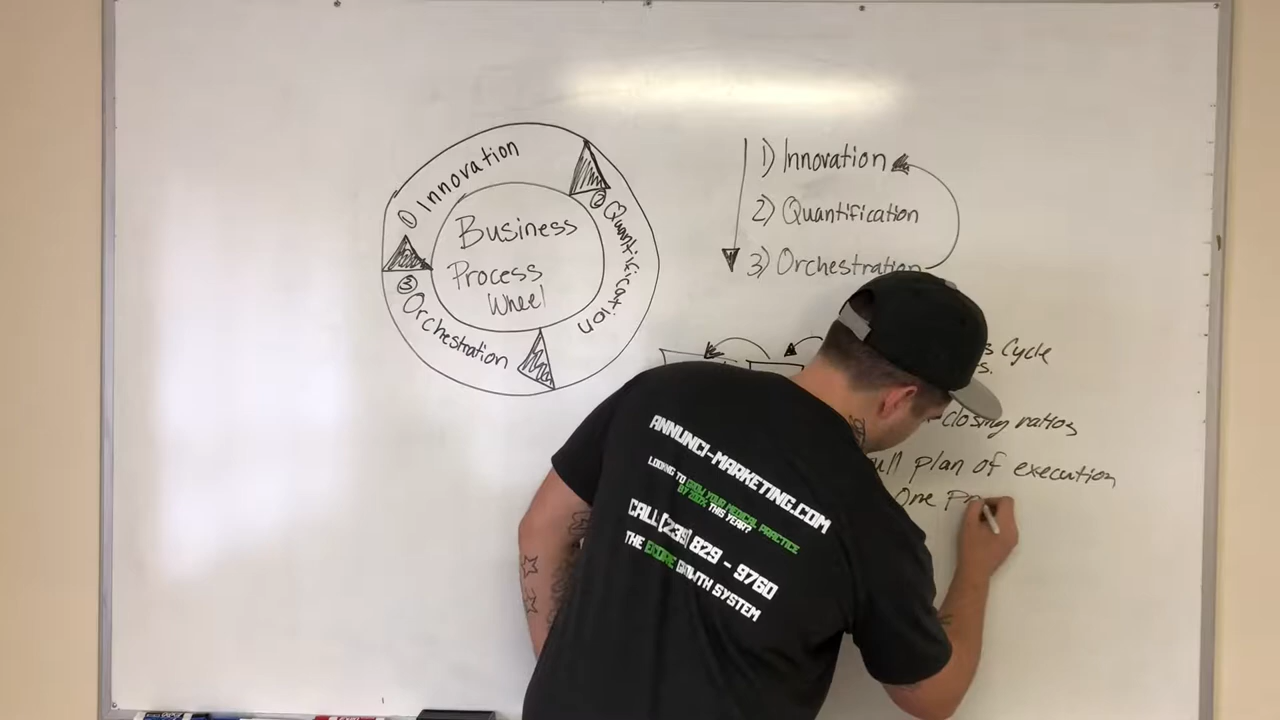 ① Innovation
② Quantification
③ Orchestration
Business
Process
Wheel
1) Innovation
2) Quantification
3) Orchestration
Cycle
closing ratios
plan of execution
One Pr
ANNUNCI-MARKETING.COM
LOOKING TO GROW YOUR MEDICAL PRACTICE
BY 200% THIS YEAR?
CALL (239) 829 - 9760
THE GROWTH SYSTEM